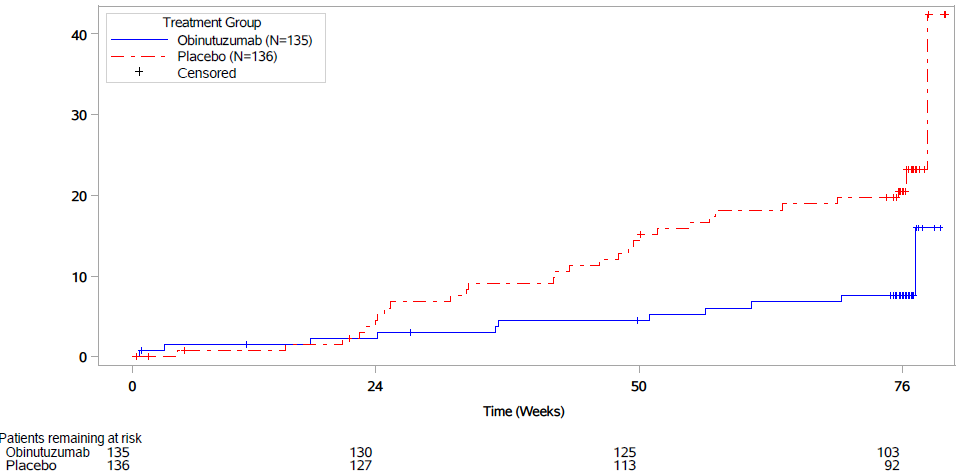 Treatment Group
Obinutuzumab (N=135)
Placebo (N=136)
Censored
40
30
20
10
0
0 24 50 76
Time (Weeks)
Patients remaining at risk
Obinutuzumab 135 130 125 103
Placebo 136 127 113 92